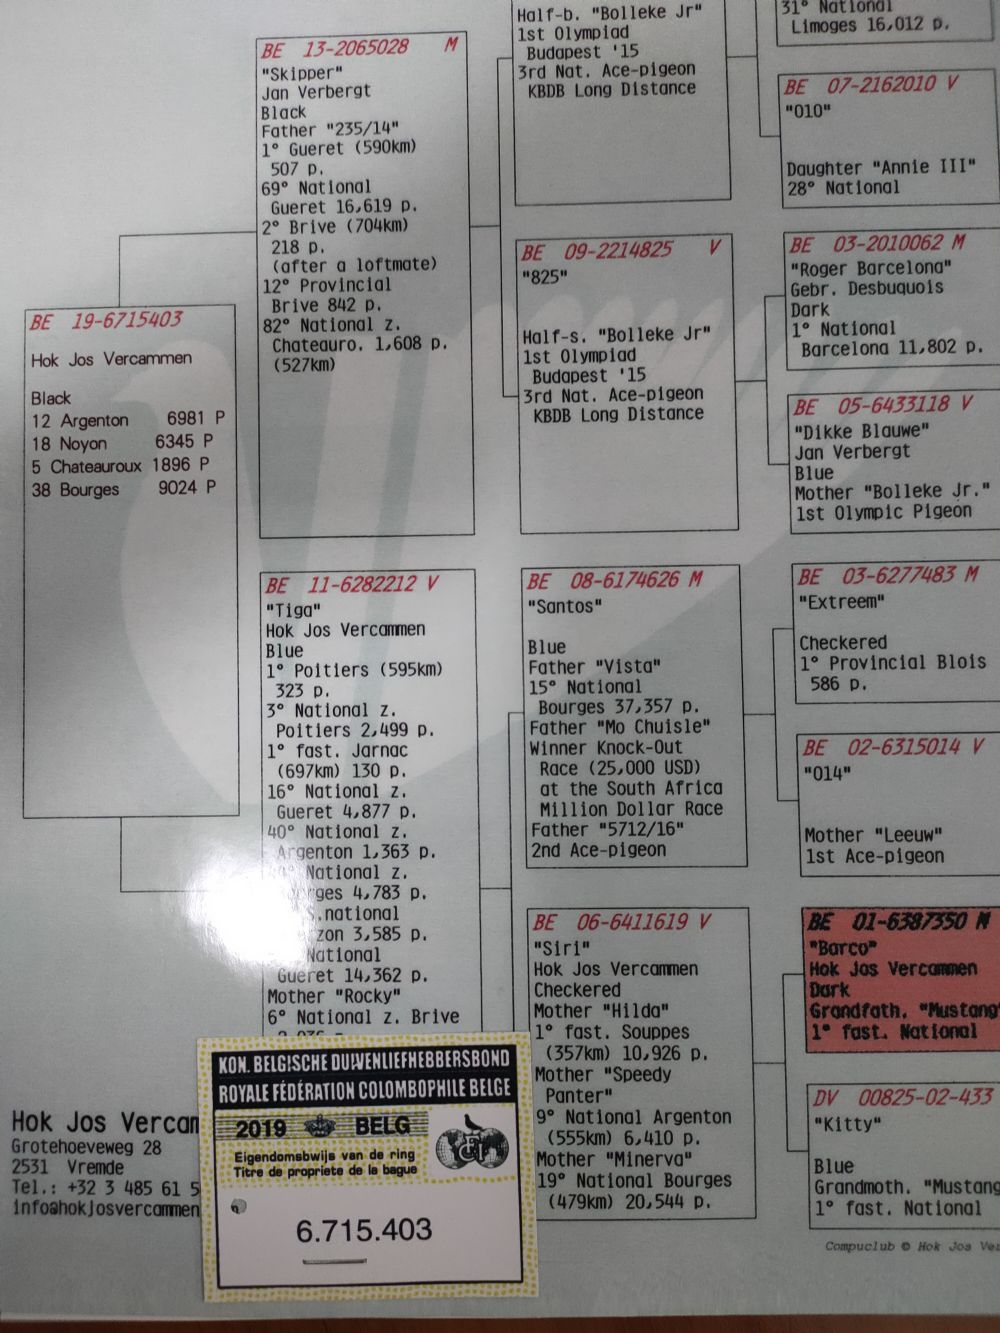 BE 19-6715403
Hok Jos Vercammen
Black
12 Argenton 6981 P
18 Noyon 6345 P
5 Chateauroux 1896 P
38 Bourges 9024 P
BE 13-2065028 M
"Skipper"
Jan Verbergt
Black
Father "235/14"
1° Gueret (590km)
507 p.
69° National
Gueret 16,619 p.
2° Brive (704km)
218 p.
(after a loftmate)
12° Provincial
Brive 842 p.
82° National z.
Chateauro. 1,608 p.
(527km)
BE 11-6282212 V
"Tiga"
Hok Jos Vercammen
Blue
1° Poitiers (595km)
323 p.
3° National z.
Poitiers 2,499 p.
1° fast. Jarnac
(697km) 130 p.
16° National z.
Gueret 4,877 p.
40° National z.
Argenton 1,363 p.
National z.
4,783 p.
3,585 p.
National
Gueret 14,362 p.
Mother "Rocky"
6° National z. Brive
Half-b. "Bolleke Jr"
1st Olympiad
Budapest '15
3rd Nat. Ace-pigeon
KBDB Long Distance
BE 09-2214825 V
"825"
Half-s. "Bolleke Jr"
1st Olympiad
Budapest '15
3rd Nat. Ace-pigeon
KBDB Long Distance
BE 08-6174626 M
"Santos"
Blue
Father "Vista"
15° National
Bourges 37,357 p.
Father "Mo Chuisle"
Winner Knock-Out
Race (25,000 USD)
at the South Africa
Million Dollar Race
Father "5712/16"
2nd Ace-pigeon
BE 06-6411619 V
"Siri"
Hok Jos Vercammen
Checkered
Mother "Hilda"
1° fast. Souppes
(357km) 10,926 p.
Mother "Speedy
Panter"
9° National Argenton
(555km) 6,410 p.
Mother "Minerva"
19° National Bourges
(479km) 20,544 p.
31° National
Limoges 16,012 p.
BE 07-2162010 V
"010"
Daughter "Annie III"
28° National
BE 03-2010062 M
"Roger Barcelona"
Gebr. Desbuquois
Dark
1° National
Barcelona 11,802 p.
BE 05-6433118 V
"Dikke Blauwe"
Jan Verbergt
Blue
Mother "Bolleke Jr."
1st Olympic Pigeon
BE 03-6277483 M
"Extreem"
Checkered
1° Provincial Blois
586 p.
BE 02-6315014 V
"014"
Mother "Leeuw"
1st Ace-pigeon
BE 01-6387350 M
"Barco"
Hok Jos Vercammen
Dark
Grandfath. "Mustang
1° fast. National
DV 00825-02-433
"Kitty"
Blue
Grandmoth. "Mustang
1° fast. National
Compuclub © Hok Jos Ver
Hok Jos Vercam
Grotehoeveweg 28
2531 Vremde
Tel.: +32 3 485 61 5
info@hokjosvercammen
KON. BELGISCHE DUIVENLIEFHEBBERSBOND
ROYALE FÉDÉRATION COLOMBOPHILE BELGE
2019 BELG
Eigendomsbwijs van de ring
Titre de propriete de la bague
FCI
6.715.403